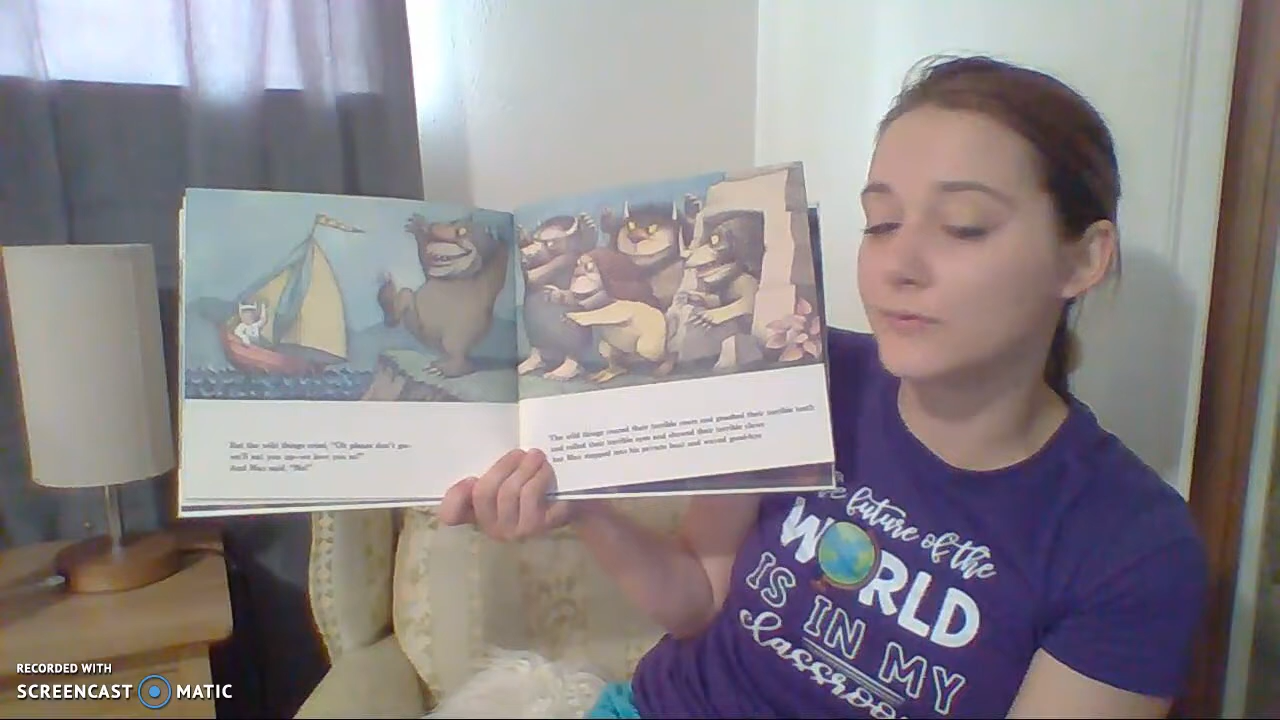 But the wild things cried, "Oh please don't go—
we'll eat you up—we love you so!"
And Max said, "No!"
The wild things roared their terrible roars and gnashed their terrible teeth
and rolled their terrible eyes and showed their terrible claws
but Max stepped into his private boat and waved good-bye
future of the
WORLD
IS IN MY
classroo
RECORDED WITH
SCREENCAST MATIC